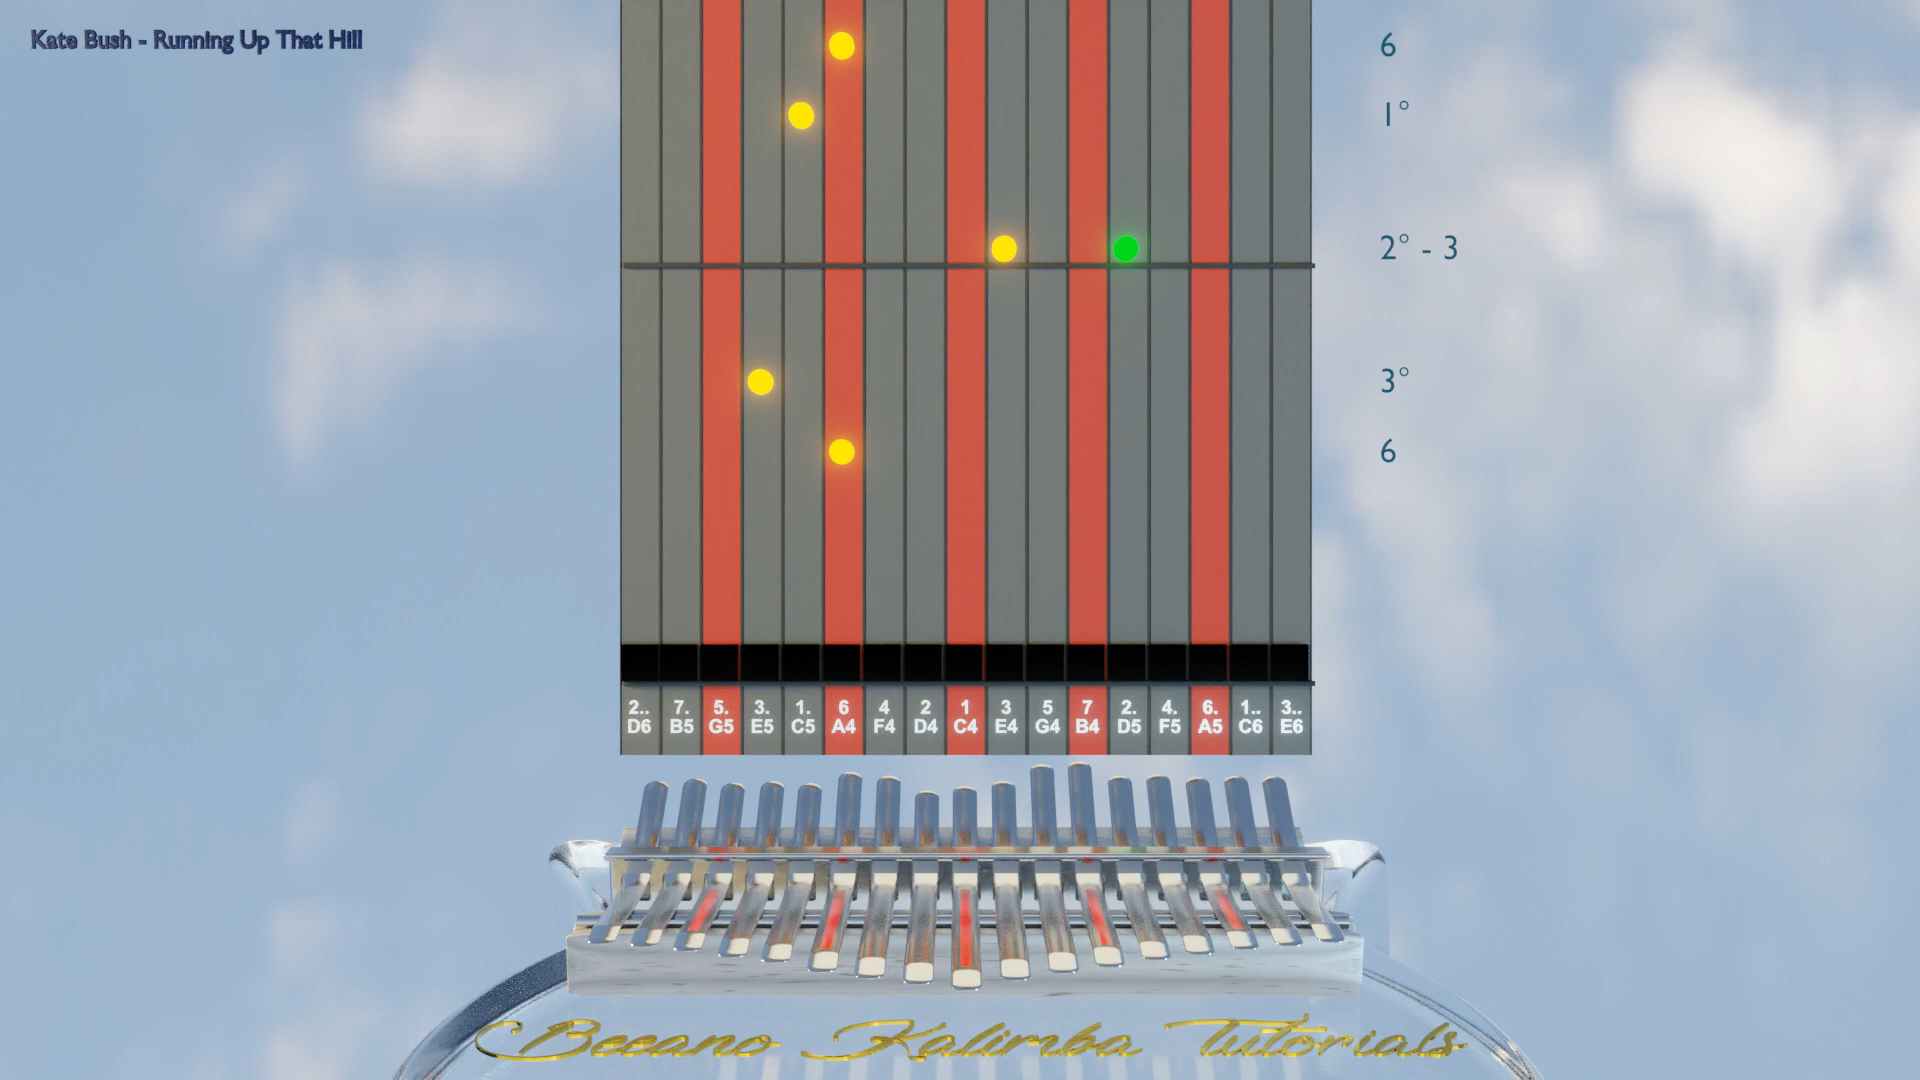 Kate Bush - Running Up That Hill
6
1°
2° - 3
3°
6
2.. 7. 5. 3. 1. 6 4 2 1 3 5 7 2. 4. 6. 1.. 3..
D6 B5 G5 E5 C5 A4 F4 D4 C4 E4 G4 B4 D5 F5 A5 C6 E6
Beeano Kalimba Tutorials